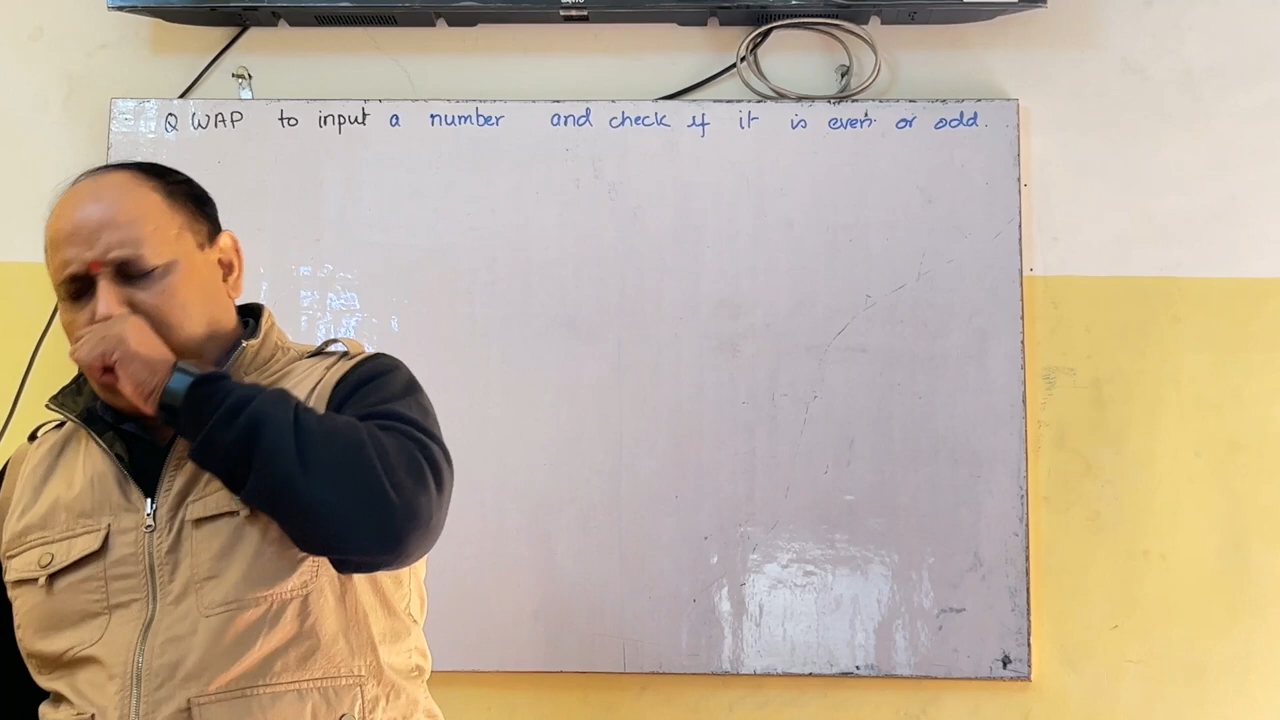 Q WAP to input a number and check if it is even or odd.